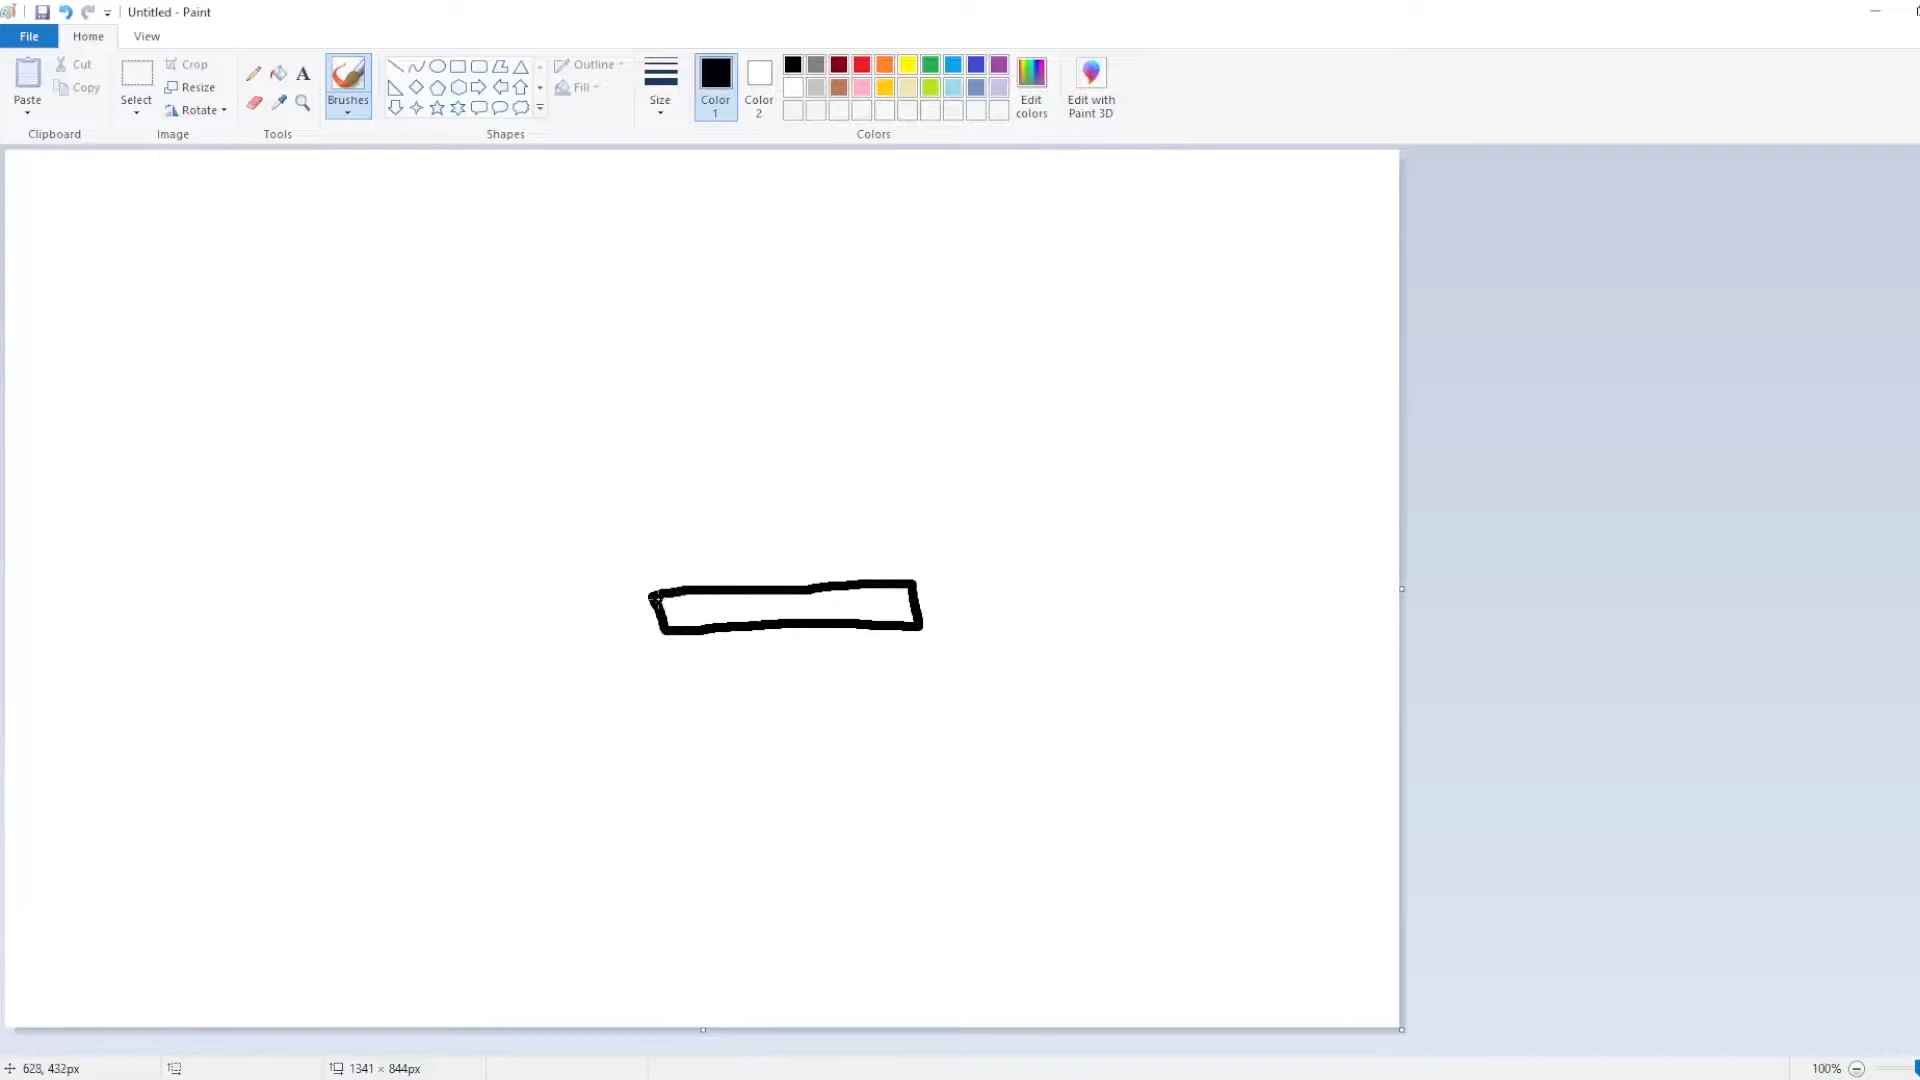 Untitled - Paint
File Home View
Paste
Cut
Copy
Clipboard
Select
Crop
Resize
Rotate
Image
A
Tools
Brushes
Outline
Fill
Shapes
Size
Color 1
Color 2
Edit colors
Colors
Edit with Paint 3D
628, 432px
1341 × 844px
100%